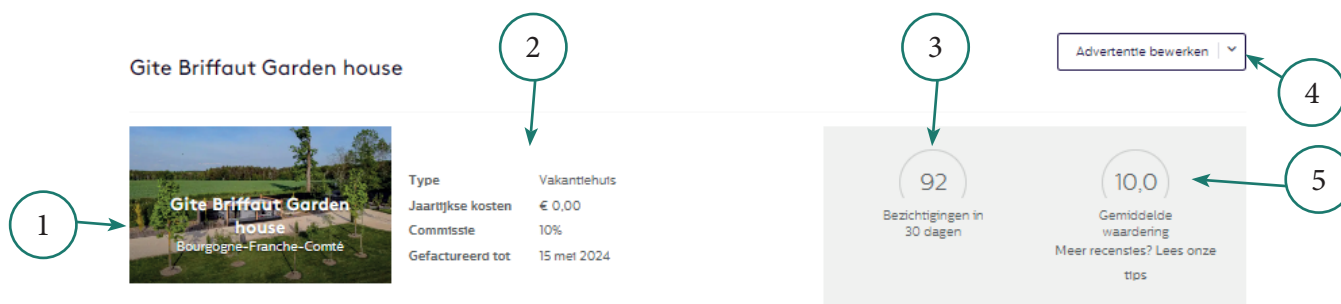 2
3
Advertentie bewerken
Gite Briffaut Garden house
4
Type Vakantiehuis
Jaarlijkse kosten € 0,00
Commissie 10%
Gefactureerd tot 15 mei 2024
92
10,0
5
1
Gite Briffaut Garden
house
Bourgogne-Franche-Comté
Bezichtigingen in
30 dagen
Gemiddelde
waardering
Meer recensies? Lees onze
tips